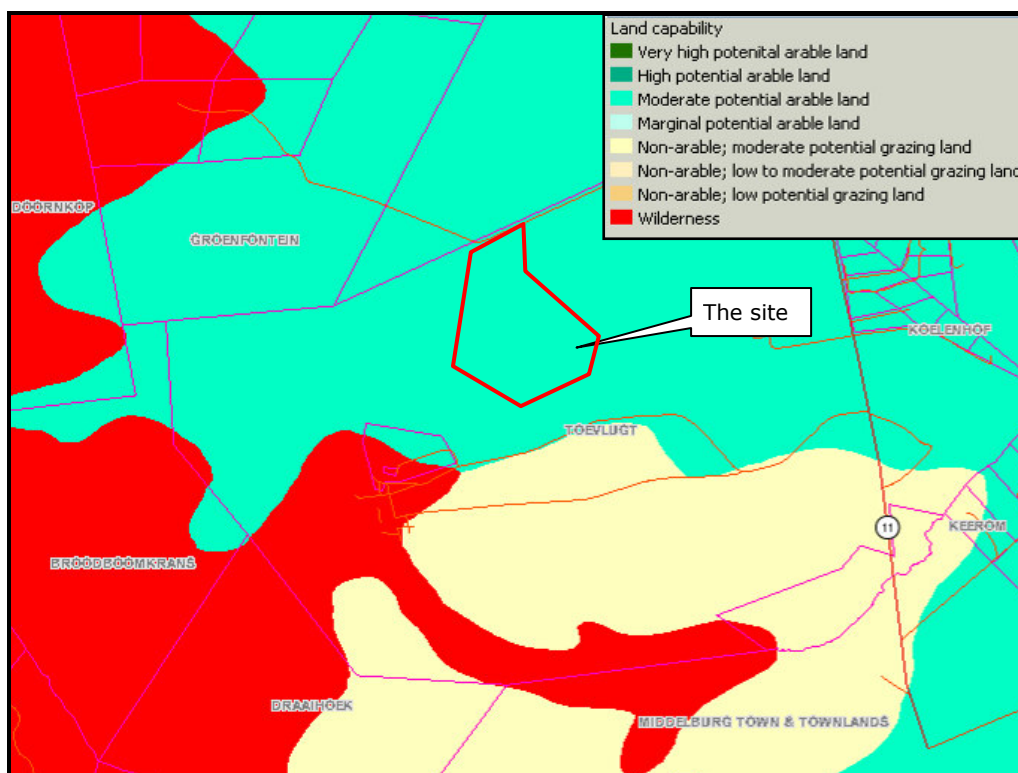 Land capability
Very high potenital arable land
High potential arable land
Moderate potential arable land
Marginal potential arable land
Non-arable; moderate potential grazing land
Non-arable; low to moderate potential grazing land
Non-arable; low potential grazing land
Wilderness
DOORNKOP
GROENFONTEIN
The site
KOELENHOF
TOEVLUGT
11
KEEROM
BROODBOOMKRANS
DRAAIHOEK
MIDDELBURG TOWN & TOWNLANDS